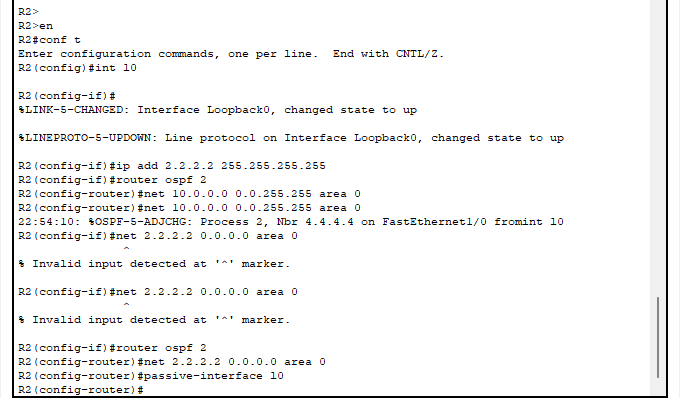 R2>
R2>en
R2#conf t
Enter configuration commands, one per line.  End with CNTL/Z.
R2(config)#int l0
R2(config-if)#
%LINK-5-CHANGED: Interface Loopback0, changed state to up
%LINEPROTO-5-UPDOWN: Line protocol on Interface Loopback0, changed state to up
R2(config-if)#ip add 2.2.2.2 255.255.255.255
R2(config-if)#router ospf 2
R2(config-router)#net 10.0.0.0 0.0.255.255 area 0
R2(config-router)#net 10.0.0.0 0.0.255.255 area 0
22:54:10: %OSPF-5-ADJCHG: Process 2, Nbr 4.4.4.4 on FastEthernet1/0 fromint l0
R2(config-if)#net 2.2.2.2 0.0.0.0 area 0
^
% Invalid input detected at '^' marker.
R2(config-if)#net 2.2.2.2 0.0.0.0 area 0
^
% Invalid input detected at '^' marker.
R2(config-if)#router ospf 2
R2(config-router)#net 2.2.2.2 0.0.0.0 area 0
R2(config-router)#passive-interface l0
R2(config-router)#